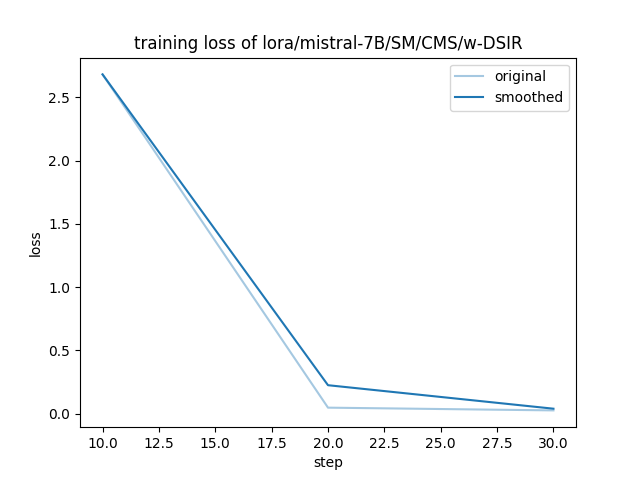 training loss of lora/mistral-7B/SM/CMS/w-DSIR
original
smoothed
2.5
2.0
1.5
1.0
0.5
0.0
loss
10.0 12.5 15.0 17.5 20.0 22.5 25.0 27.5 30.0
step